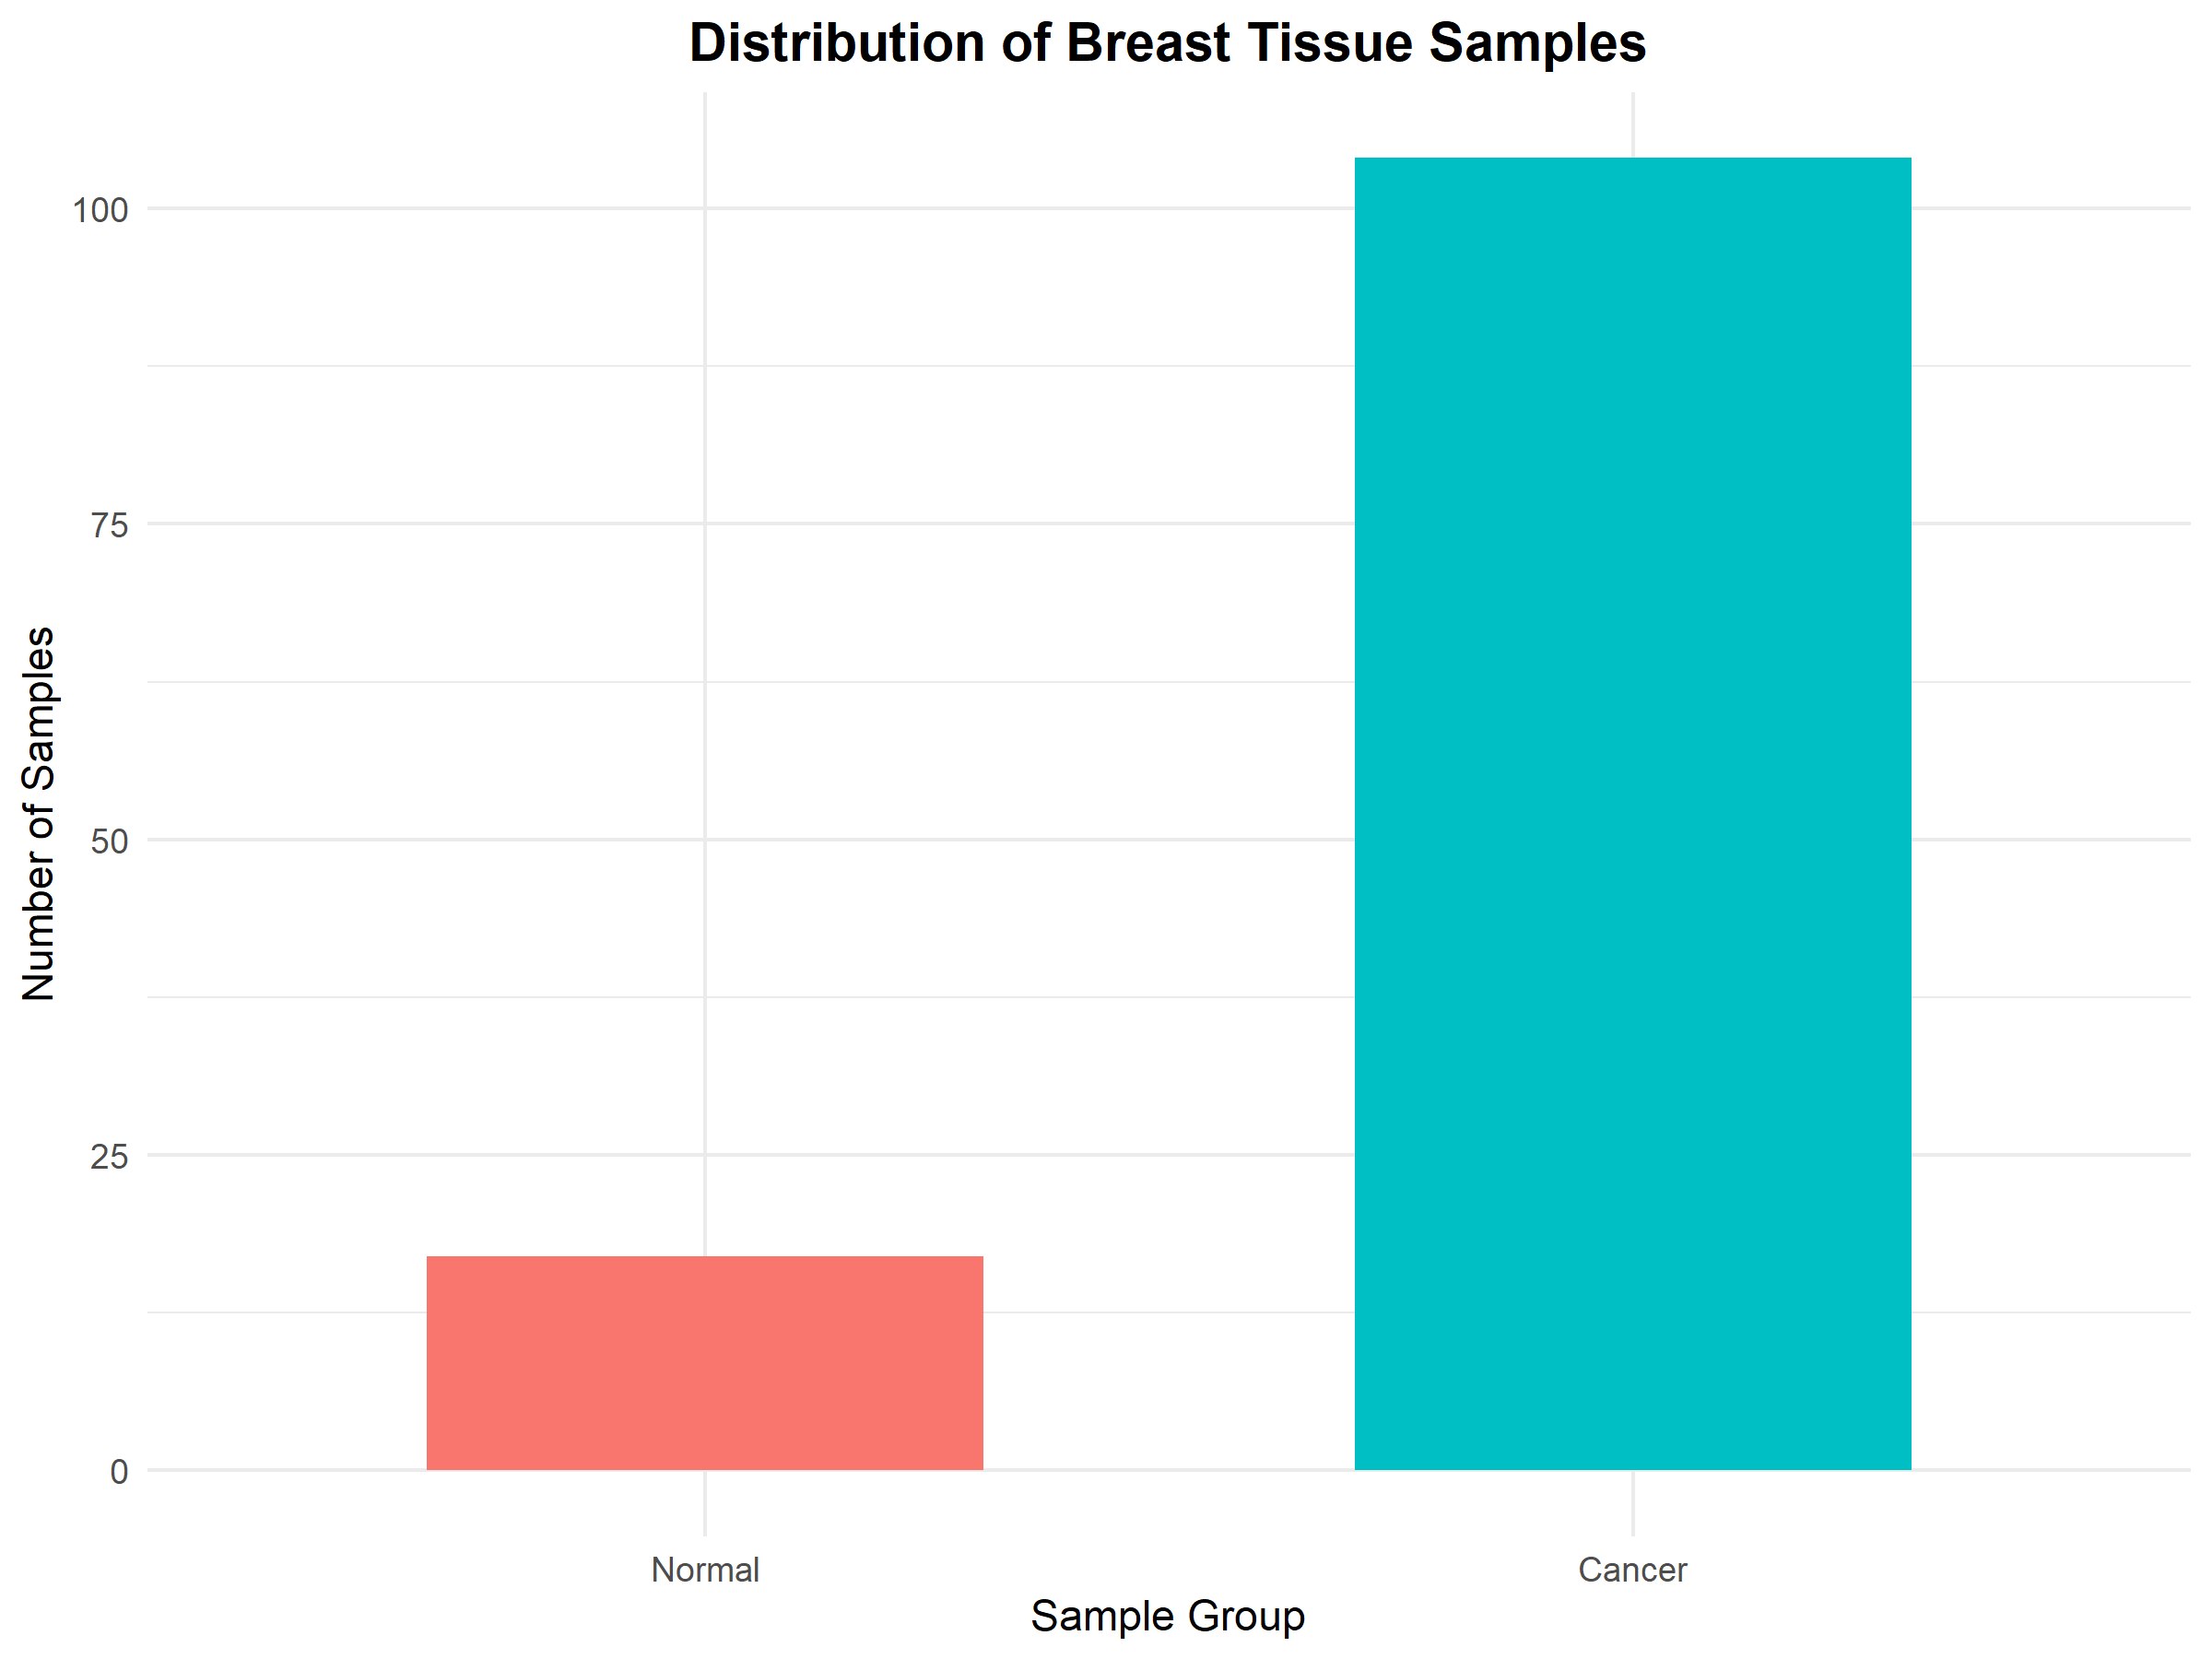 Distribution of Breast Tissue Samples
Number of Samples
100
75
50
25
0
Normal
Cancer
Sample Group